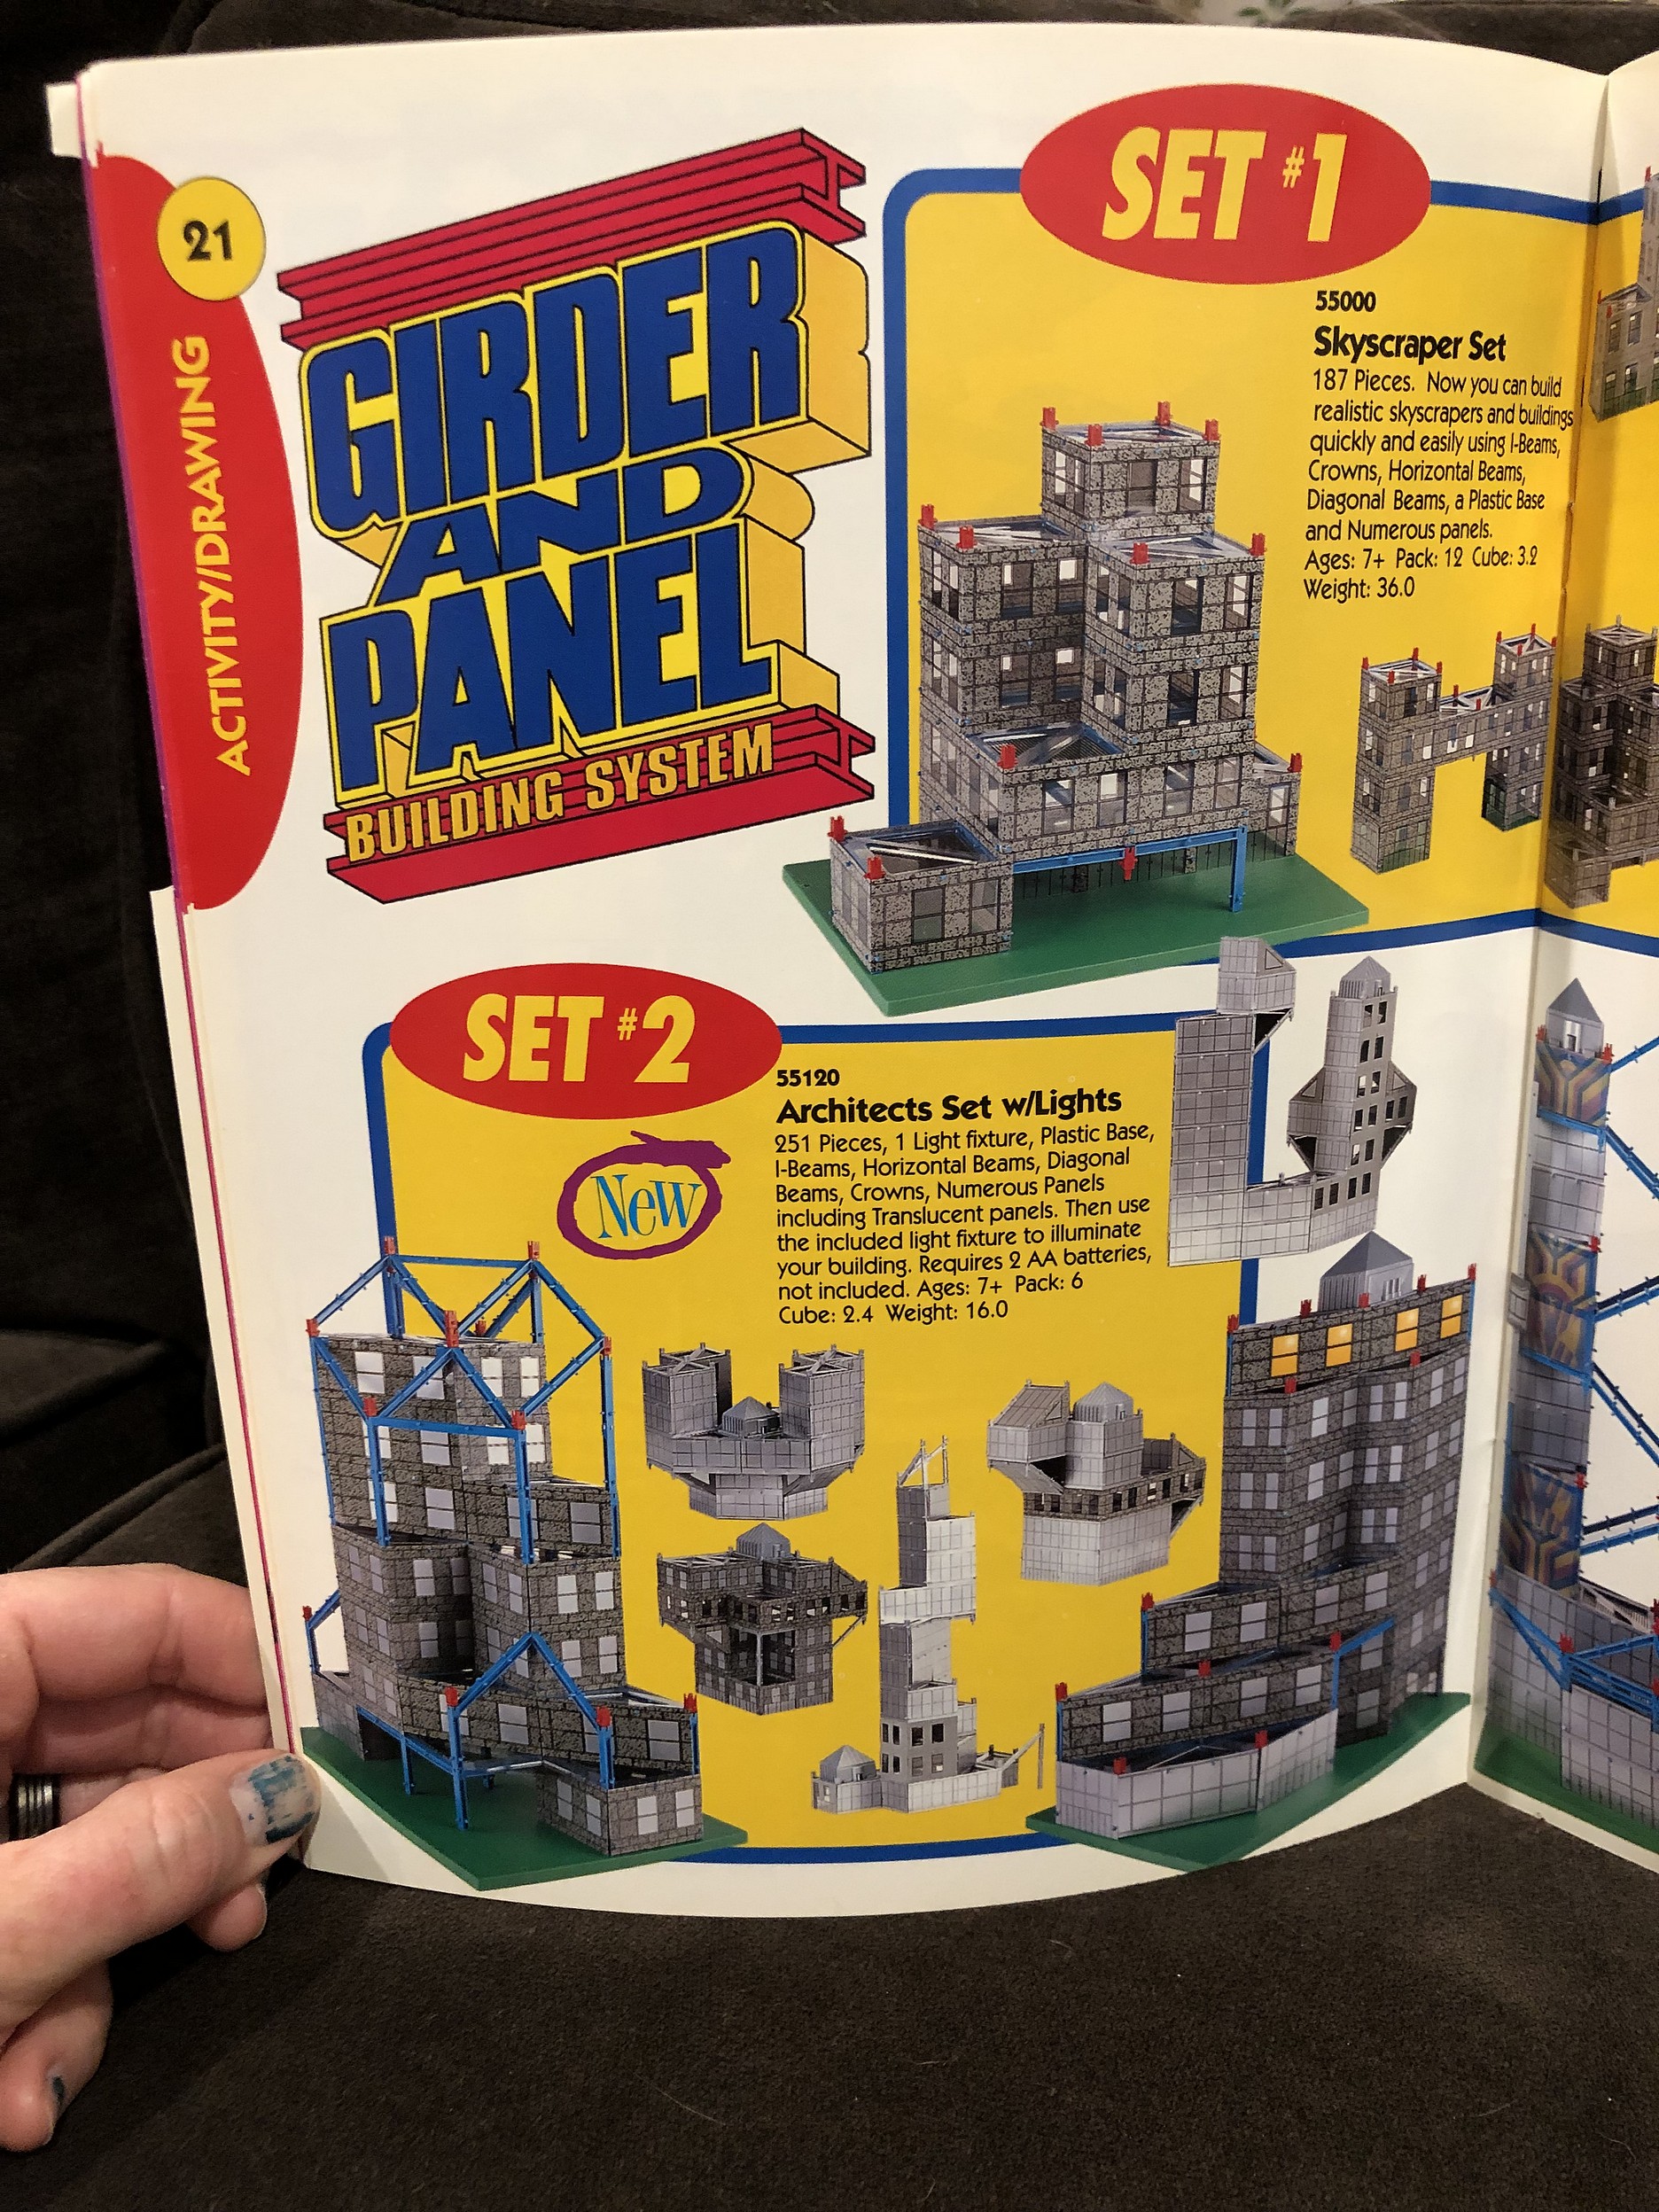 21
ACTIVITY/DRAWING
GIRDER
AND
PANEL
BUILDING SYSTEM
SET #1
55000
Skyscraper Set
187 Pieces. Now you can build
realistic skyscrapers and buildings
quickly and easily using I-Beams,
Crowns, Horizontal Beams,
Diagonal Beams, a Plastic Base
and Numerous panels.
Ages: 7+ Pack: 12 Cube: 3.2
Weight: 36.0
SET #2
New
55120
Architects Set w/Lights
251 Pieces, 1 Light fixture, Plastic Base,
I-Beams, Horizontal Beams, Diagonal
Beams, Crowns, Numerous Panels
including Translucent panels. Then use
the included light fixture to illuminate
your building. Requires 2 AA batteries,
not included. Ages: 7+ Pack: 6
Cube: 2.4 Weight: 16.0